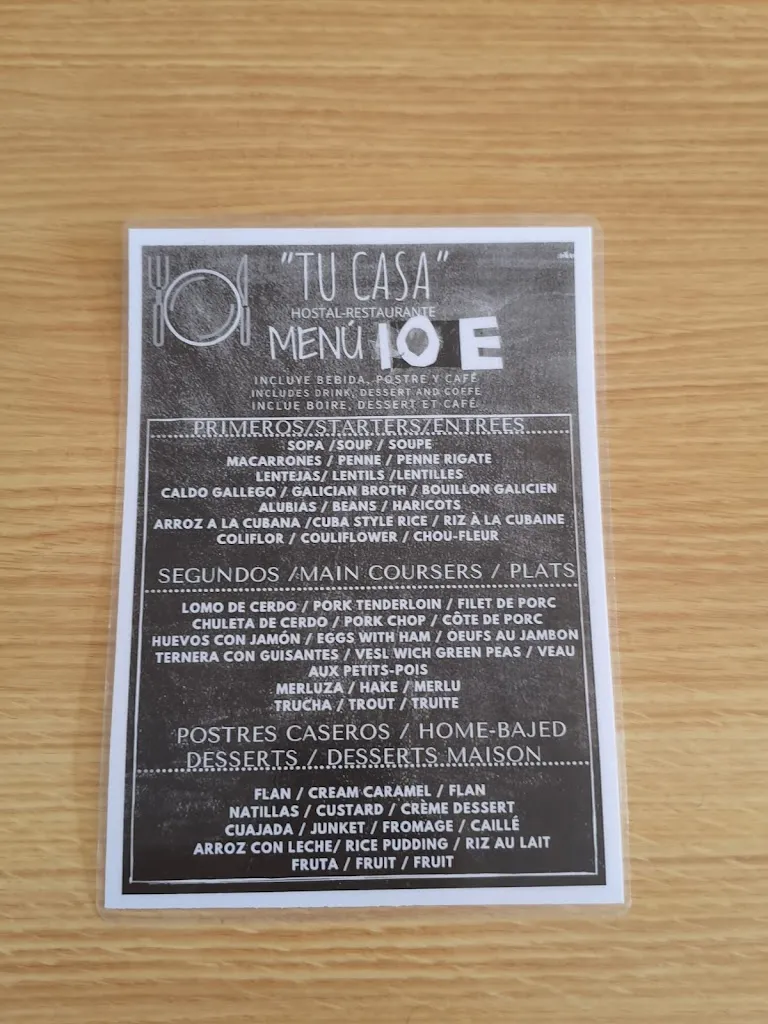 "TU CASA"
HOSTAL-RESTAURANTE
MENÚ 10 E
INCLUYE BEBIDA, POSTRE Y CAFÉ
INCLUDES DRINK, DESSERT AND COFFE
INCLUE BOIRE, DESSERT ET CAFÉ
PRIMEROS/STARTERS/ENTREES
SOPA /SOUP / SOUPE
MACARRONES / PENNE / PENNE RIGATE
LENTEJAS/ LENTILS /LENTILLES
CALDO GALLEGO / GALICIAN BROTH / BOUILLON GALICIEN
ALUBIAS / BEANS / HARICOTS
ARROZ A LA CUBANA /CUBA STYLE RICE / RIZ À LA CUBAINE
COLIFLOR / COULIFLOWER / CHOU-FLEUR
SEGUNDOS /MAIN COURSERS / PLATS
LOMO DE CERDO / PORK TENDERLOIN / FILET DE PORC
CHULETA DE CERDO / PORK CHOP / CÔTE DE PORC
HUEVOS CON JAMÓN / EGGS WITH HAM / OEUFS AU JAMBON
TERNERA CON GUISANTES / VESL WICH GREEN PEAS / VEAU
AUX PETITS-POIS
MERLUZA / HAKE / MERLU
TRUCHA / TROUT / TRUITE
POSTRES CASEROS / HOME-BAJED
DESSERTS / DESSERTS MAISON
FLAN / CREAM CARAMEL / FLAN
NATILLAS / CUSTARD / CRÈME DESSERT
CUAJADA / JUNKET / FROMAGE / CAILLÉ
ARROZ CON LECHE/ RICE PUDDING / RIZ AU LAIT
FRUTA / FRUIT / FRUIT